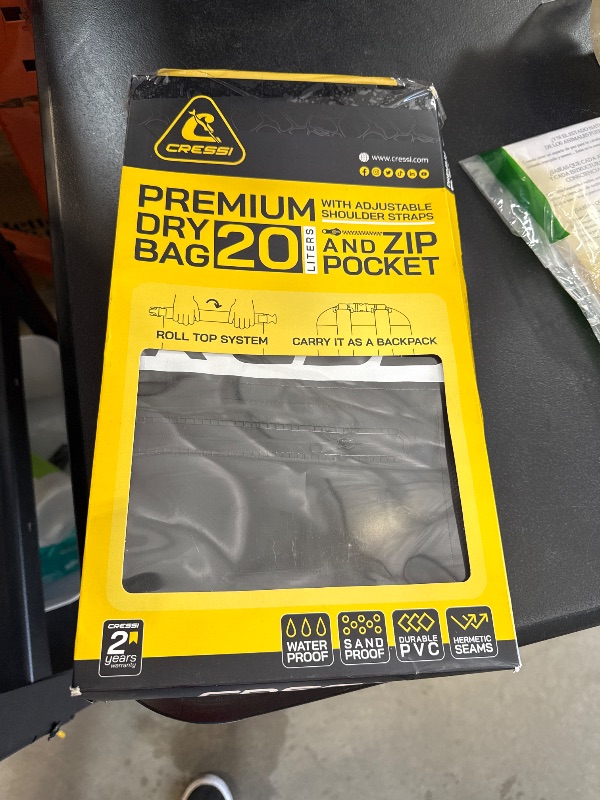 CRESSI
www.cressi.com
PREMIUM
DRY
BAG 20 LITERS
WITH ADJUSTABLE
SHOULDER STRAPS
AND ZIP
POCKET
ROLL TOP SYSTEM
CARRY IT AS A BACKPACK
CRESSI
2
years
warranty
WATER
PROOF
SAND
PROOF
DURABLE
PVC
HERMETIC
SEAMS